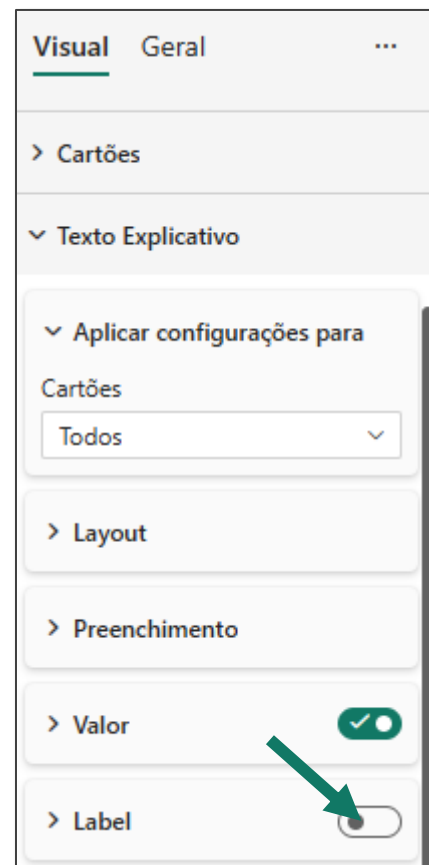 Visual Geral ...
Cartões
Texto Explicativo
Aplicar configurações para
Cartões
Todos
Layout
Preenchimento
Valor
Label